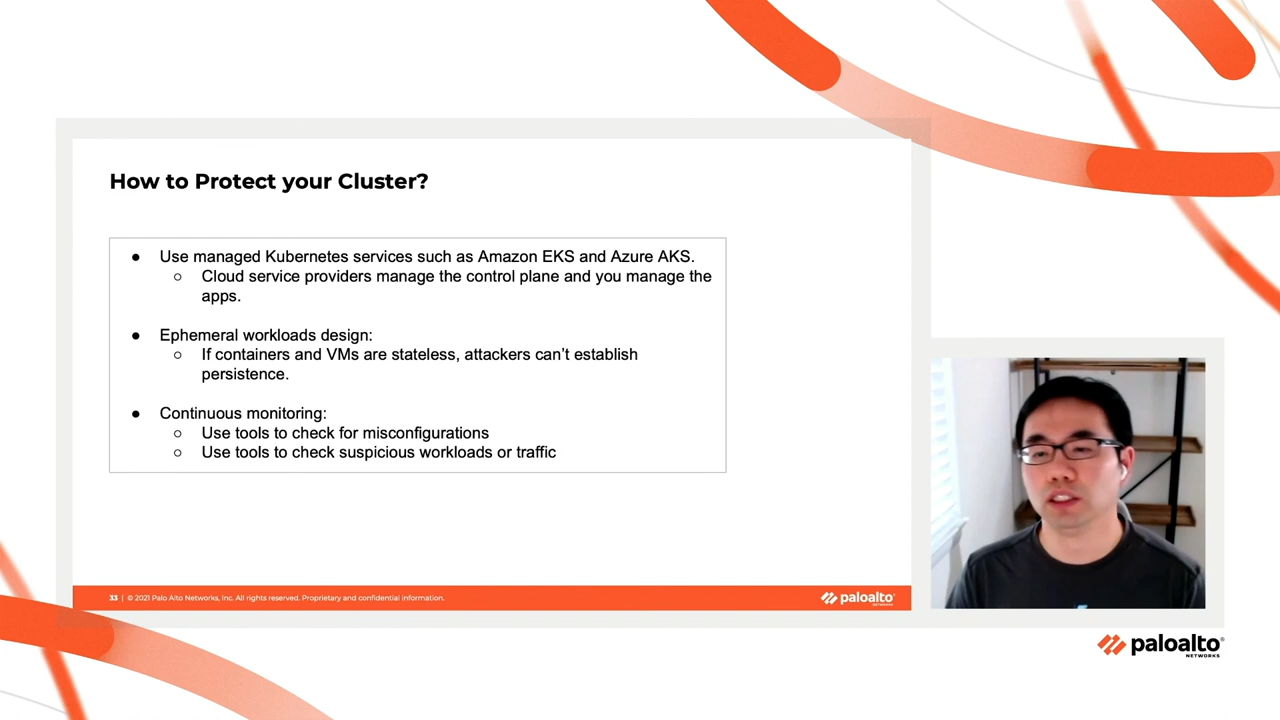 How to Protect your Cluster?
● Use managed Kubernetes services such as Amazon EKS and Azure AKS.
○ Cloud service providers manage the control plane and you manage the
apps.
● Ephemeral workloads design:
○ If containers and VMs are stateless, attackers can't establish
persistence.
● Continuous monitoring:
○ Use tools to check for misconfigurations
○ Use tools to check suspicious workloads or traffic
33 | © 2021 Palo Alto Networks, Inc. All rights reserved. Proprietary and confidential information.
paloalto
NETWORKS
paloalto®
NETWORKS